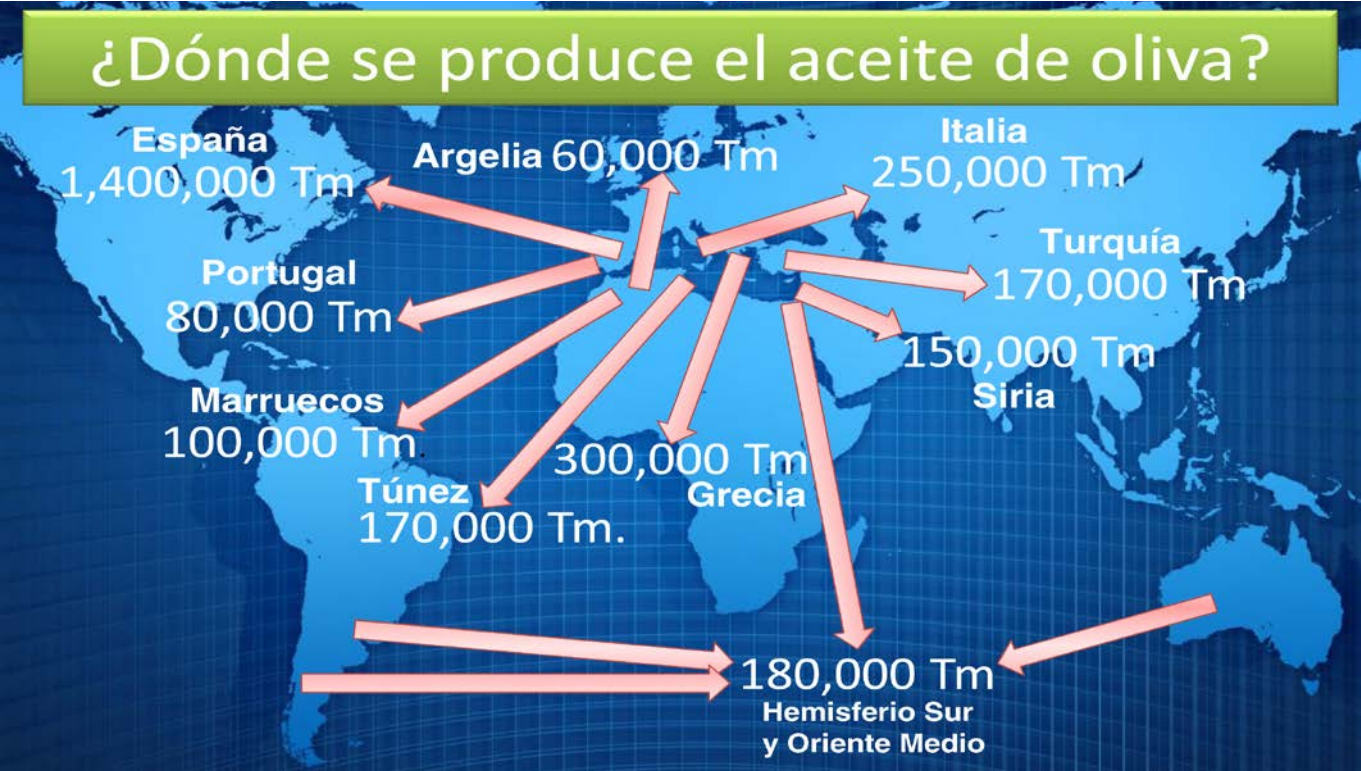 ¿Dónde se produce el aceite de oliva?
España
1,400,000 Tm
Argelia 60,000 Tm
Italia
250,000 Tm
Portugal
80,000 Tm
Turquía
170,000 Tm
150,000 Tm
Siria
Marruecos
100,000 Tm.
300,000 Tm
Grecia
Túnez
170,000 Tm.
180,000 Tm
Hemisferio Sur
y Oriente Medio